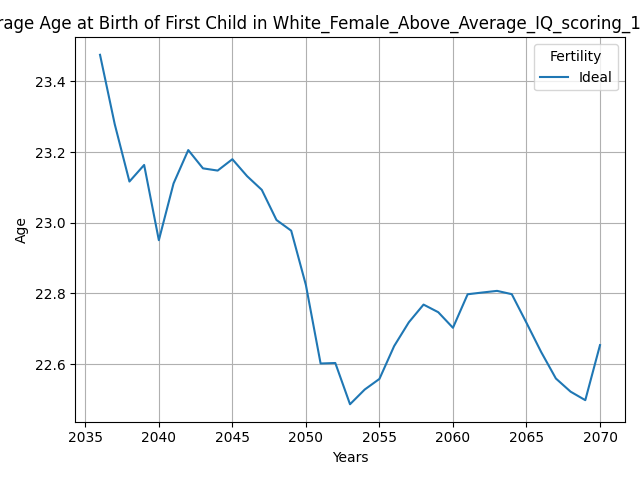 rage Age at Birth of First Child in White_Female_Above_Average_IQ_scoring_1
Fertility
Ideal
23.4
23.2
23.0
22.8
22.6
Age
2035 2040 2045 2050 2055 2060 2065 2070
Years